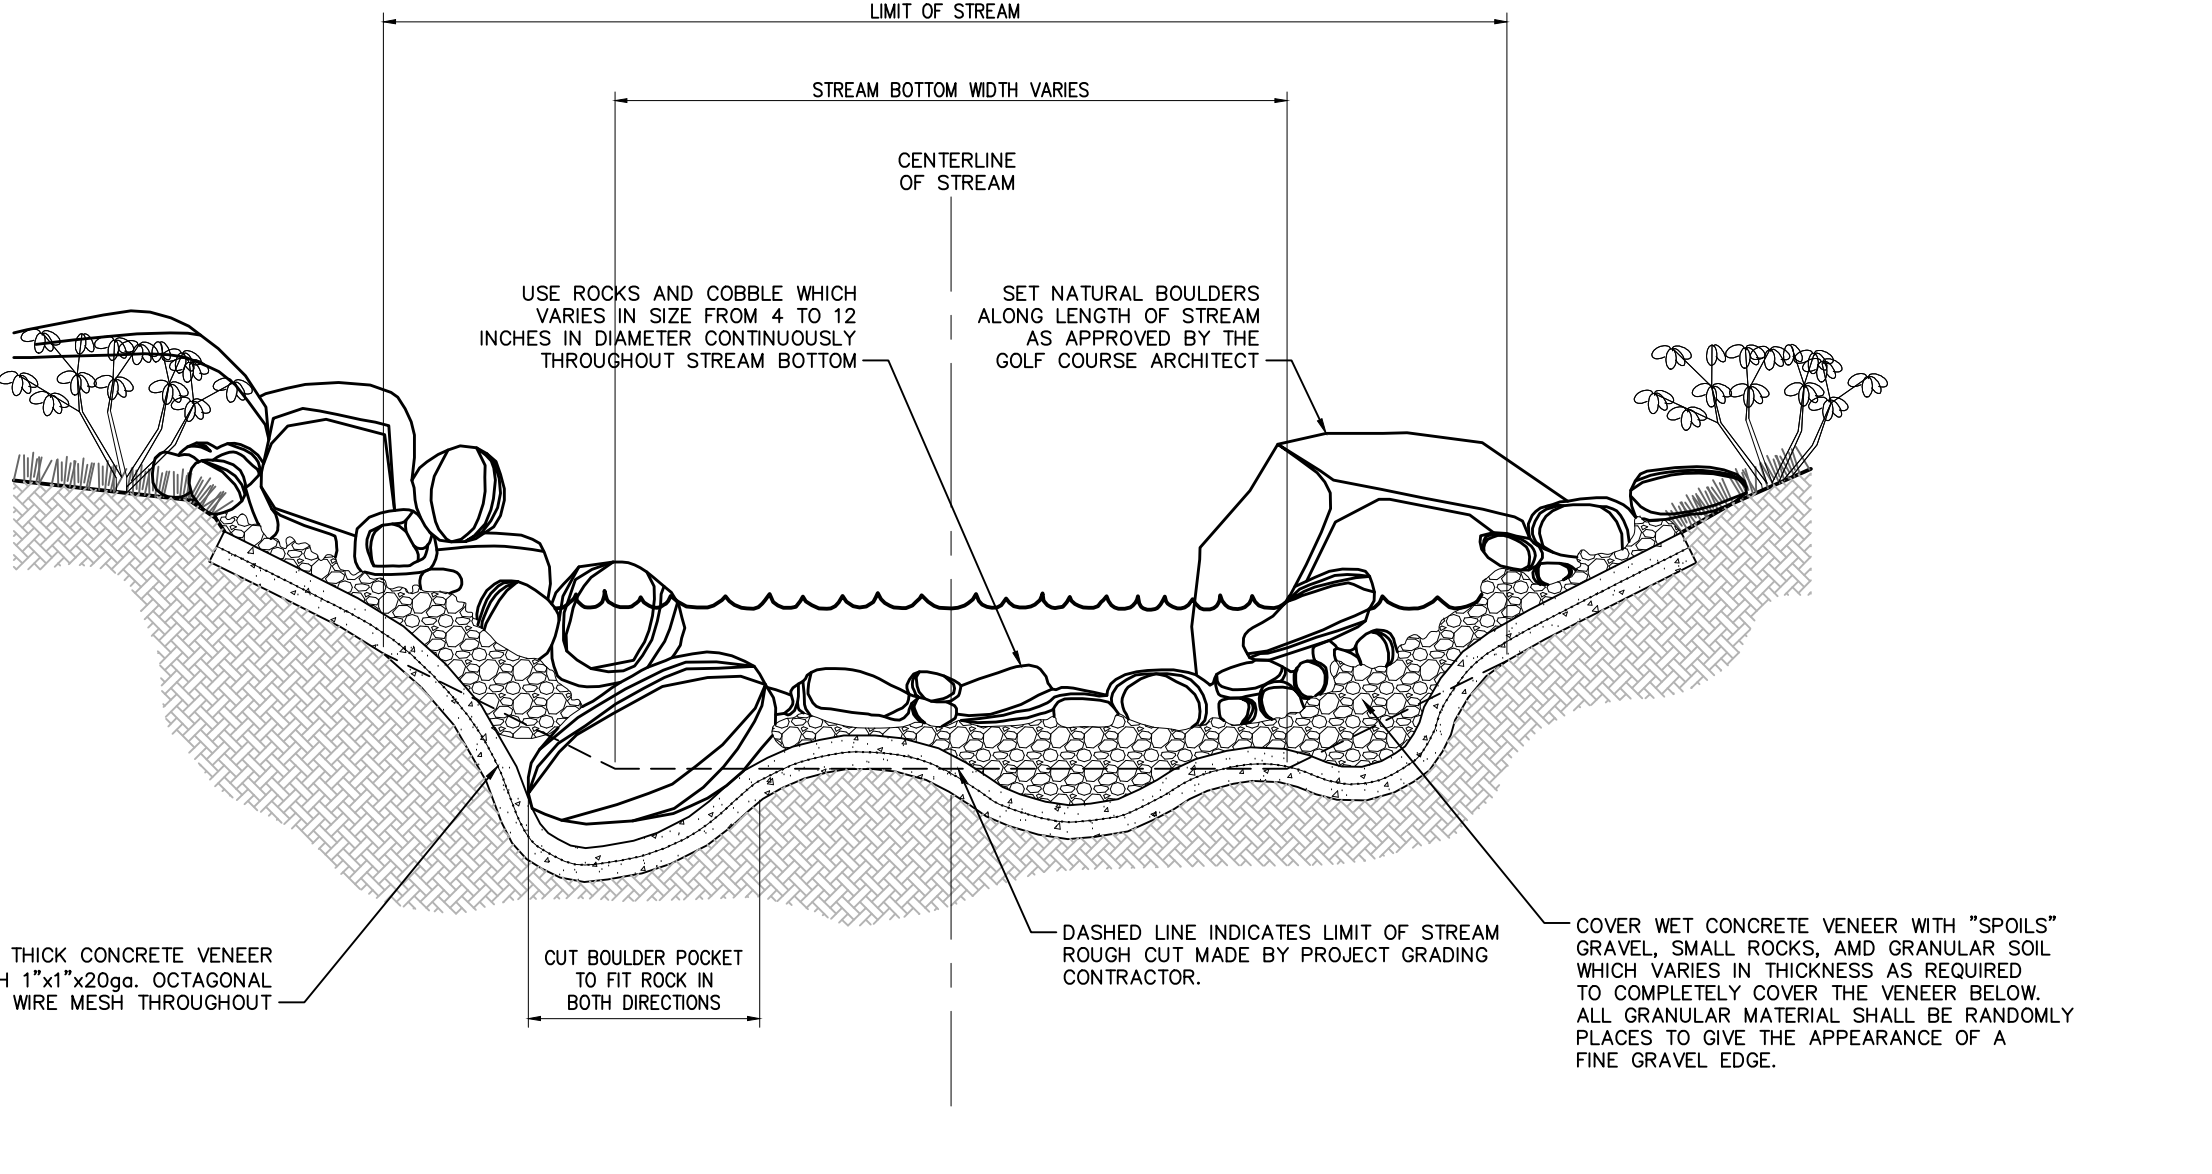 LIMIT OF STREAM
STREAM BOTTOM WIDTH VARIES
CENTERLINE
OF STREAM
USE ROCKS AND COBBLE WHICH
VARIES IN SIZE FROM 4 TO 12
INCHES IN DIAMETER CONTINUOUSLY
THROUGHOUT STREAM BOTTOM
SET NATURAL BOULDERS
ALONG LENGTH OF STREAM
AS APPROVED BY THE
GOLF COURSE ARCHITECT
THICK CONCRETE VENEER
1"x1"x20ga. OCTAGONAL
WIRE MESH THROUGHOUT
CUT BOULDER POCKET
TO FIT ROCK IN
BOTH DIRECTIONS
DASHED LINE INDICATES LIMIT OF STREAM
ROUGH CUT MADE BY PROJECT GRADING
CONTRACTOR.
COVER WET CONCRETE VENEER WITH "SPOILS"
GRAVEL, SMALL ROCKS, AMD GRANULAR SOIL
WHICH VARIES IN THICKNESS AS REQUIRED
TO COMPLETELY COVER THE VENEER BELOW.
ALL GRANULAR MATERIAL SHALL BE RANDOMLY
PLACES TO GIVE THE APPEARANCE OF A
FINE GRAVEL EDGE.